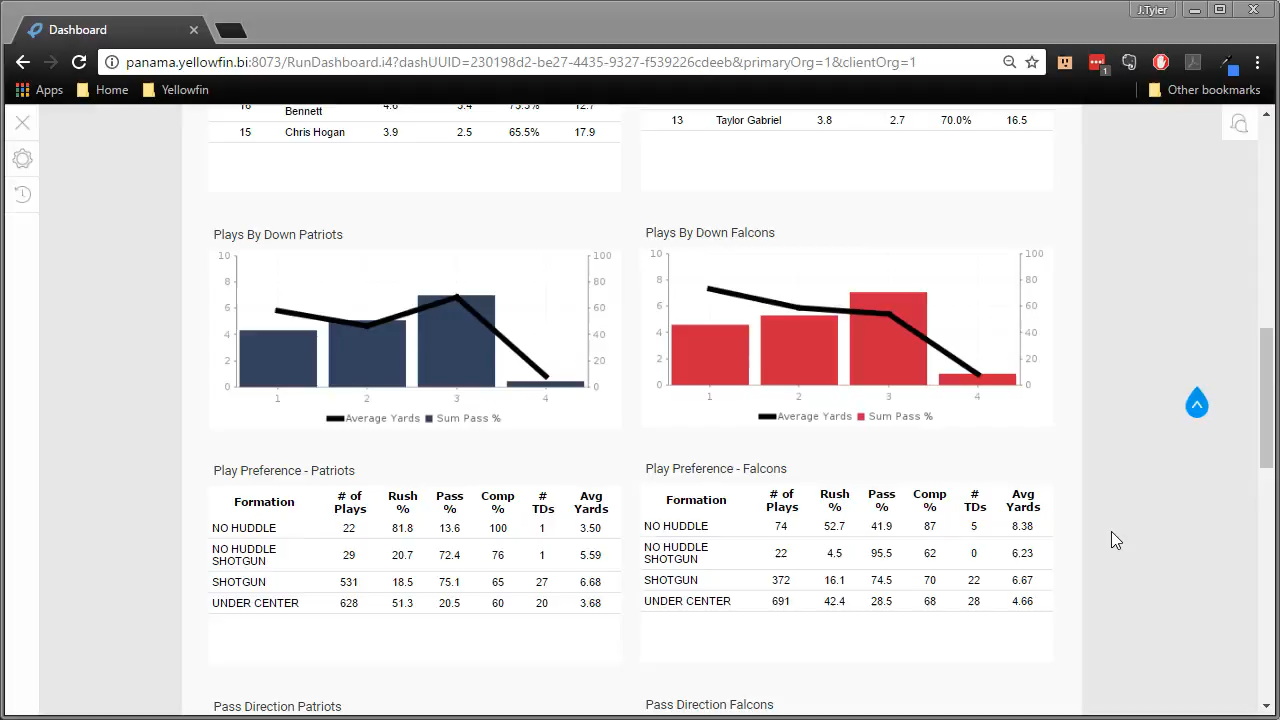 J.Tyler
Dashboard
panama.yellowfin.bi:8073/RunDashboard.i4?dashUUID=230198d2-be27-4435-9327-f539226cdeeb&primaryOrg=1&clientOrg=1
1
Apps Home Yellowfin Other bookmarks
Bennett
15 Chris Hogan 3.9 2.5 65.5% 17.9
13 Taylor Gabriel 3.8 2.7 70.0% 16.5
Plays By Down Patriots
10 100
8 80
6 60
4 40
2 20
0 0
1 2 3 4
Average Yards Sum Pass %
Plays By Down Falcons
10 100
8 80
6 60
4 40
2 20
0 0
1 2 3 4
Average Yards Sum Pass %
Play Preference - Patriots
Formation # of Plays Rush % Pass % Comp % # TDs Avg Yards
NO HUDDLE 22 81.8 13.6 100 1 3.50
NO HUDDLE SHOTGUN 29 20.7 72.4 76 1 5.59
SHOTGUN 531 18.5 75.1 65 27 6.68
UNDER CENTER 628 51.3 20.5 60 20 3.68
Play Preference - Falcons
Formation # of Plays Rush % Pass % Comp % # TDs Avg Yards
NO HUDDLE 74 52.7 41.9 87 5 8.38
NO HUDDLE SHOTGUN 22 4.5 95.5 62 0 6.23
SHOTGUN 372 16.1 74.5 70 22 6.67
UNDER CENTER 691 42.4 28.5 68 28 4.66
Pass Direction Patriots
Pass Direction Falcons